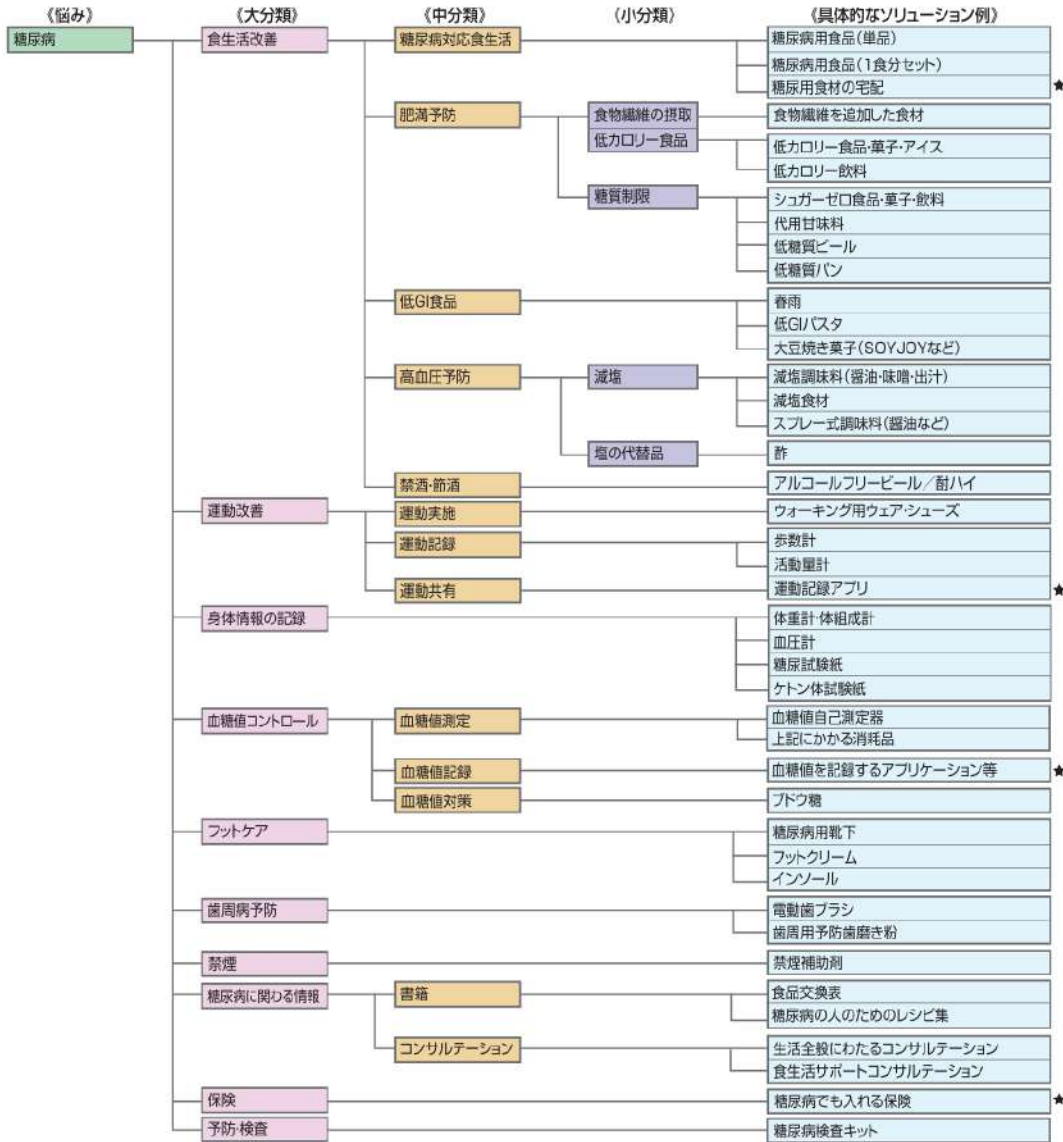 《悩み》 《大分類》 《中分類》 〈小分類〉 《具体的なソリューション例》
糖尿病 食生活改善 糖尿病対応食生活 糖尿病用食品(単品)
糖尿病用食品(1食分セット)
糖尿用食材の宅配 ★
肥満予防 食物繊維の摂取 食物繊維を追加した食材
低カロリー食品 低カロリー食品・菓子・アイス
低カロリー飲料
糖質制限 シュガーゼロ食品・菓子・飲料
代用甘味料
低糖質ビール
低糖質パン
低GI食品 春雨
低GIパスタ
大豆焼き菓子(SOYJOYなど)
高血圧予防 減塩 減塩調味料(醤油・味噌・出汁)
減塩食材
スプレー式調味料(醤油など)
塩の代替品 酢
禁酒・節酒 アルコールフリービール/酎ハイ
運動改善 運動実施 ウォーキング用ウェア・シューズ
運動記録 歩数計
活動量計
運動共有 運動記録アプリ ★
身体情報の記録 体重計・体組成計
血圧計
糖尿試験紙
ケトン体試験紙
血糖値コントロール 血糖値測定 血糖値自己測定器
上記にかかる消耗品
血糖値記録 血糖値を記録するアプリケーション等 ★
血糖値対策 ブドウ糖
フットケア 糖尿病用靴下
フットクリーム
インソール
歯周病予防 電動歯ブラシ
歯周用予防歯磨き粉
禁煙 禁煙補助剤
糖尿病に関わる情報 書籍 食品交換表
糖尿病の人のためのレシピ集
コンサルテーション 生活全般にわたるコンサルテーション
食生活サポートコンサルテーション
保険 糖尿病でも入れる保険 ★
予防・検査 糖尿病検査キット